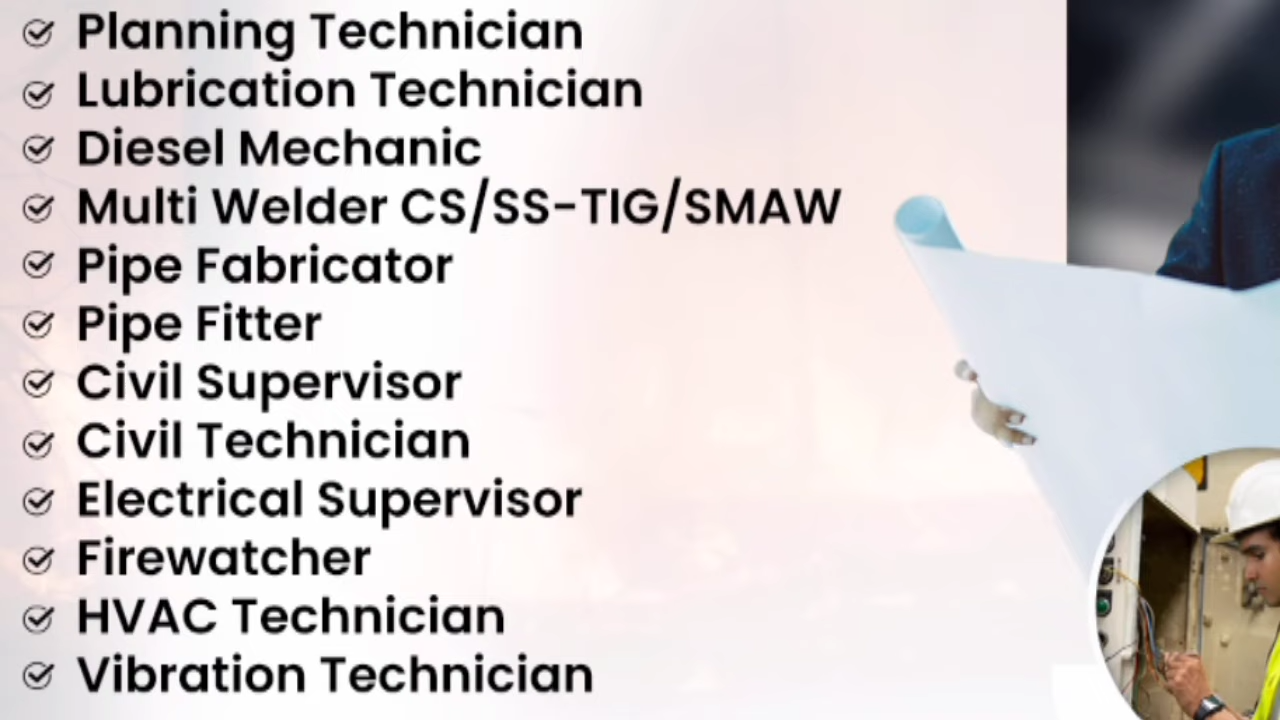 Planning Technician
Lubrication Technician
Diesel Mechanic
Multi Welder CS/SS-TIG/SMAW
Pipe Fabricator
Pipe Fitter
Civil Supervisor
Civil Technician
Electrical Supervisor
Firewatcher
HVAC Technician
Vibration Technician